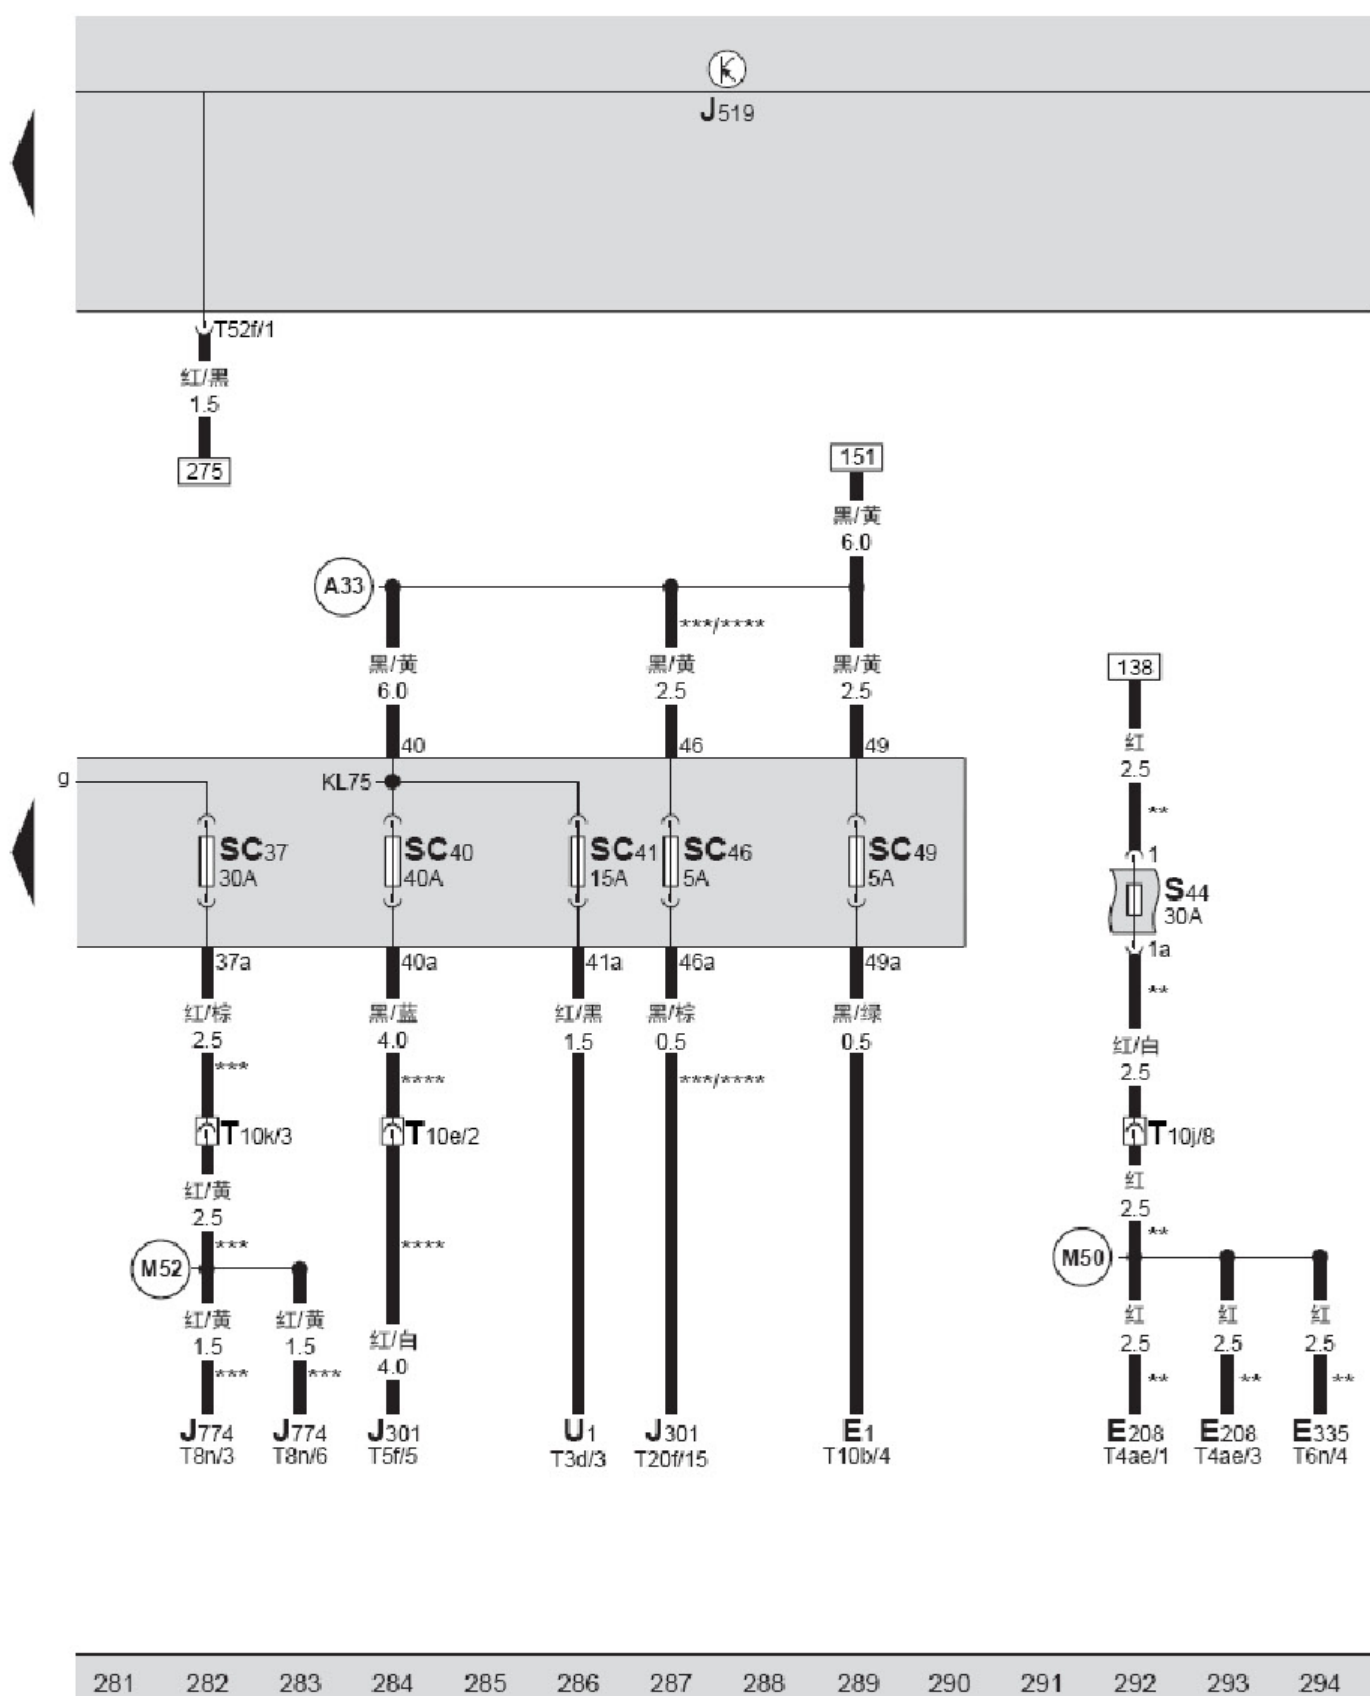 J519
T52f/1
红/黑
1.5
275
151
黑/黄
6.0
A33
***/****
黑/黄 黑/黄 黑/黄
6.0 2.5 2.5
138
40 46 49
红
2.5
g
KL75
**
SC37 SC40 SC41 SC46 SC49
30A 40A 15A 5A 5A
1
S44
30A
1a
37a 40a 41a 46a 49a
**
红/棕 黑/蓝 红/黑 黑/棕 黑/绿
2.5 4.0 1.5 0.5 0.5
红/白
2.5
*** **** ***/****
T10k/3 T10e/2 T10j/8
红/黄 红
2.5 2.5
*** **** **
M52 M50
红/黄 红/黄 红/白 红 红 红
1.5 1.5 4.0 2.5 2.5 2.5
*** *** ** ** **
J774 J774 J301 U1 J301 E1 E208 E208 E335
T8n/3 T8n/6 T5f/5 T3d/3 T20f/15 T10b/4 T4ae/1 T4ae/3 T6n/4
281 282 283 284 285 286 287 288 289 290 291 292 293 294